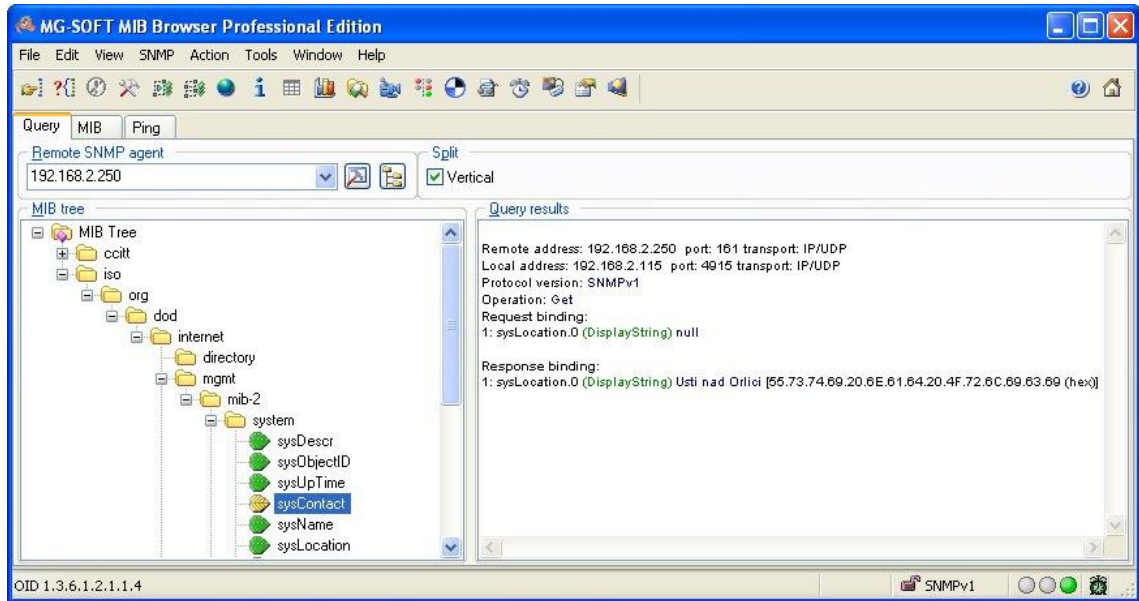 MG-SOFT MIB Browser Professional Edition
File Edit View SNMP Action Tools Window Help
Query MIB Ping
Remote SNMP agent
192.168.2.250
Split
Vertical
MIB tree
MIB Tree
ccitt
iso
org
dod
internet
directory
mgmt
mib-2
system
sysDescr
sysObjectID
sysUpTime
sysContact
sysName
sysLocation
Query results
Remote address: 192.168.2.250 port: 161 transport: IP/UDP
Local address: 192.168.2.115 port: 4915 transport: IP/UDP
Protocol version: SNMPv1
Operation: Get
Request binding:
1: sysLocation.0 (DisplayString) null
Response binding:
1: sysLocation.0 (DisplayString) Usti nad Orlici [55.73.74.69.20.6E.61.64.20.4F.72.6C.69.63.69 (hex)]
OID 1.3.6.1.2.1.1.4
SNMPv1